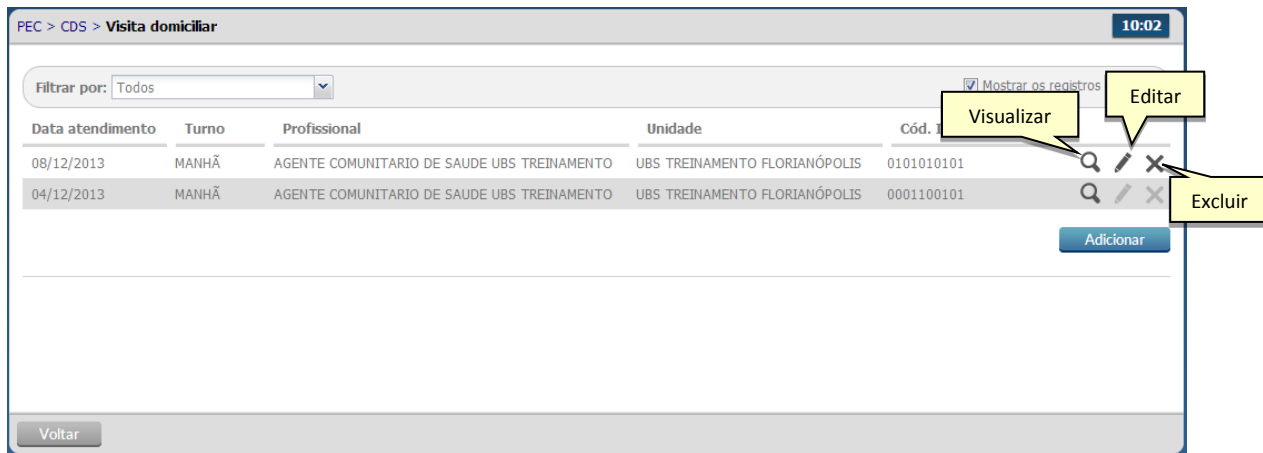 PEC > CDS > Visita domiciliar 10:02
Filtrar por: Todos Mostrar os registros
Editar
Visualizar
Data atendimento Turno Profissional Unidade Cód.
08/12/2013 MANHÃ AGENTE COMUNITARIO DE SAUDE UBS TREINAMENTO UBS TREINAMENTO FLORIANÓPOLIS 0101010101
04/12/2013 MANHÃ AGENTE COMUNITARIO DE SAUDE UBS TREINAMENTO UBS TREINAMENTO FLORIANÓPOLIS 0001100101
Excluir
Adicionar
Voltar